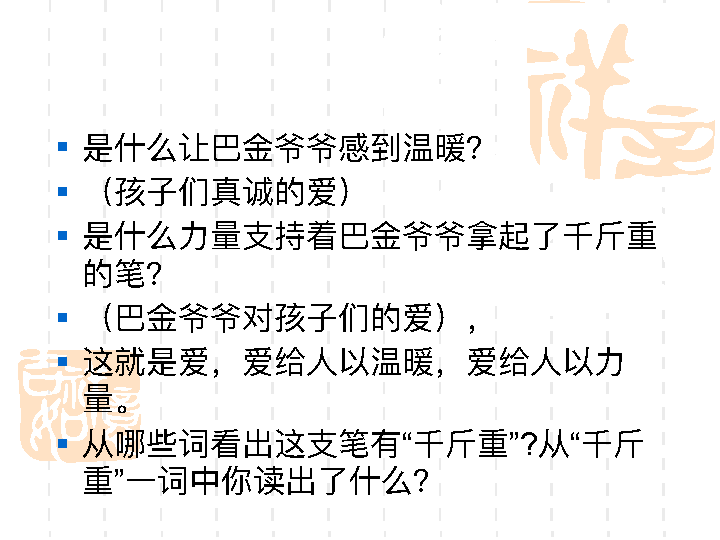 是什么让巴金爷爷感到温暖?
（孩子们真诚的爱）
是什么力量支持着巴金爷爷拿起了千斤重
的笔?
（巴金爷爷对孩子们的爱），
这就是爱，爱给人以温暖，爱给人以力
量。
从哪些词看出这支笔有“千斤重”?从“千斤
重”一词中你读出了什么?